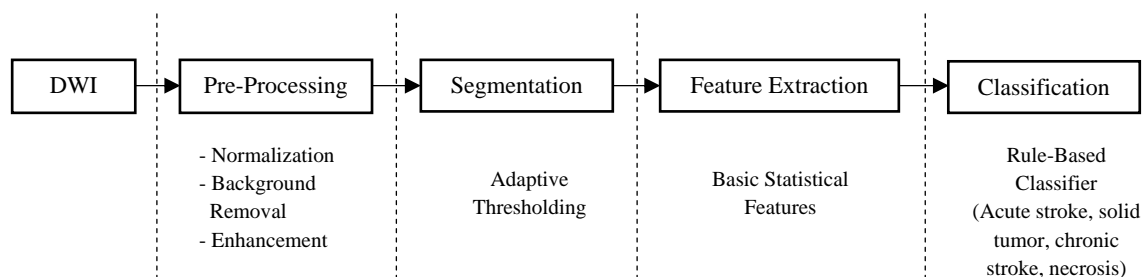 DWI
Pre-Processing
Segmentation
Feature Extraction
Classification
- Normalization
- Background
Removal
- Enhancement
Adaptive
Thresholding
Basic Statistical
Features
Rule-Based
Classifier
(Acute stroke, solid
tumor, chronic
stroke, necrosis)